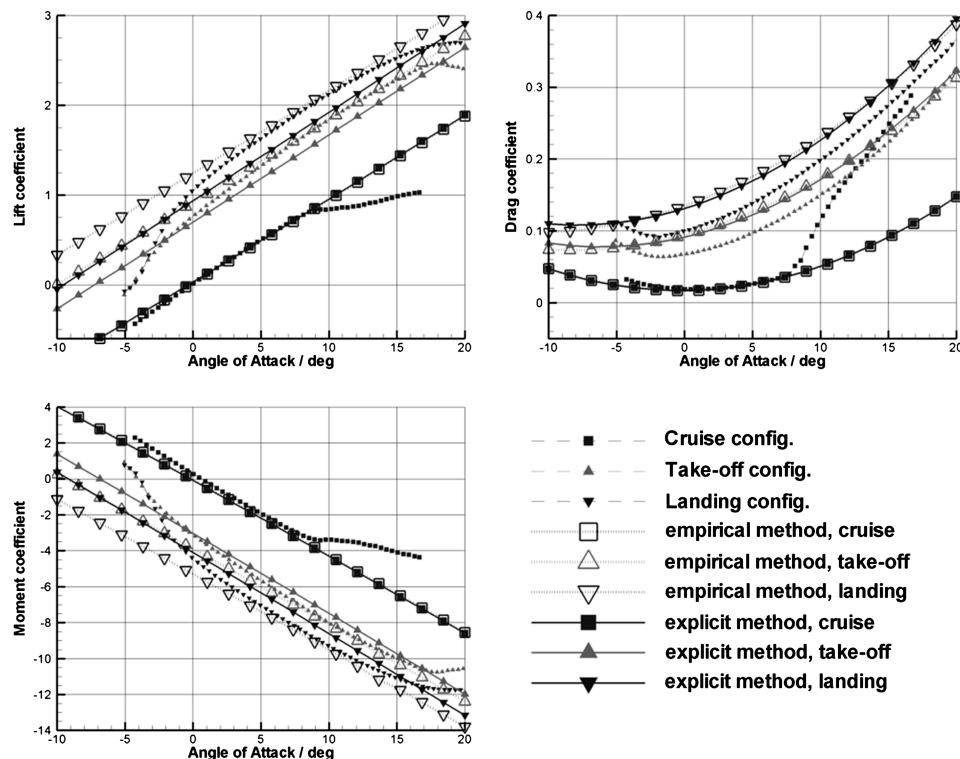 3
2
1
0
Lift coefficient
-10 -5 0 5 10 15 20
Angle of Attack / deg
0.4
0.3
0.2
0.1
0
Drag coefficient
-10 -5 0 5 10 15 20
Angle of Attack / deg
4
2
0
-2
-4
-6
-8
-10
-12
-14
Moment coefficient
-10 -5 0 5 10 15 20
Angle of Attack / deg
Cruise config.
Take-off config.
Landing config.
empirical method, cruise
empirical method, take-off
empirical method, landing
explicit method, cruise
explicit method, take-off
explicit method, landing